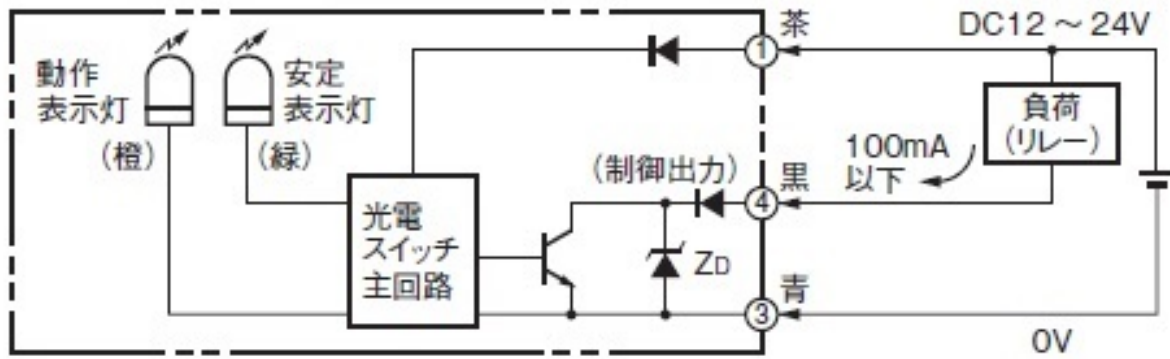 動作
表示灯
(橙)
安定
表示灯
(緑)
光電
スイッチ
主回路
(制御出力)
ZD
① 茶
④ 黒
③ 青
DC12～24V
負荷
(リレー)
100mA
以下
0V